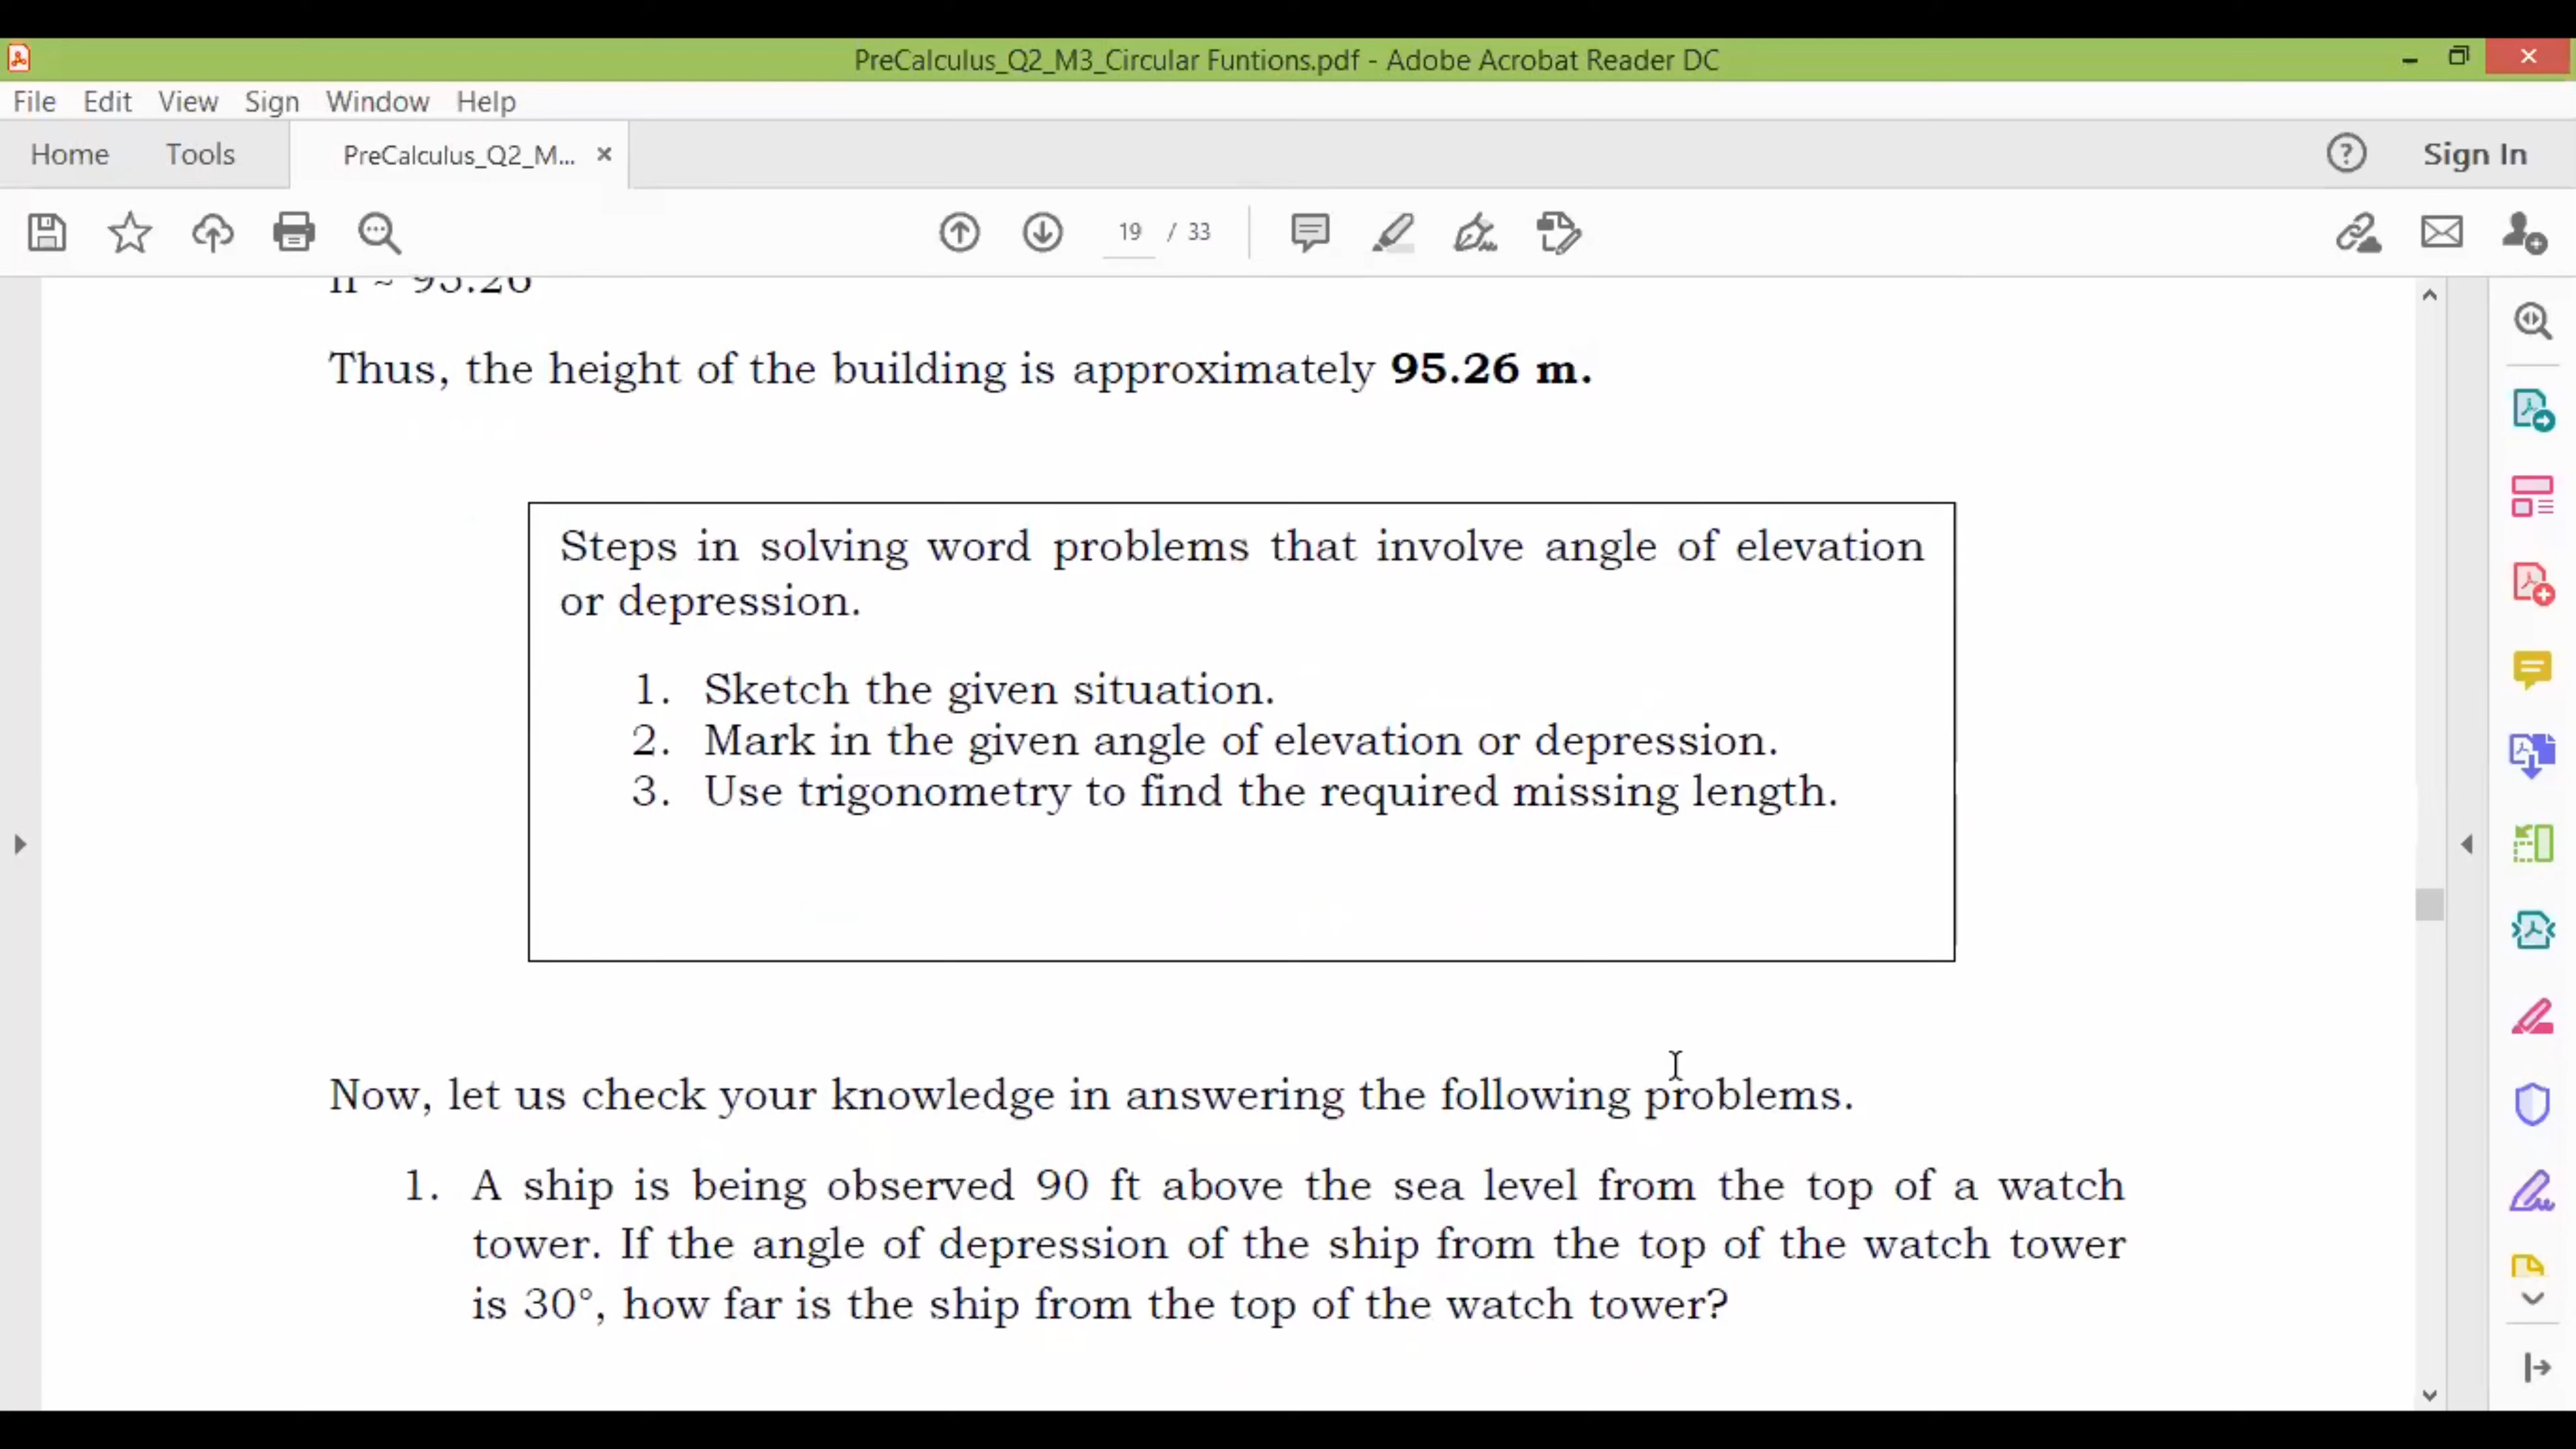 PreCalculus_Q2_M3_Circular Funtions.pdf - Adobe Acrobat Reader DC
File Edit View Sign Window Help
Home Tools PreCalculus_Q2_M... × Sign In
19 / 33
Thus, the height of the building is approximately 95.26 m.
Steps in solving word problems that involve angle of elevation
or depression.
1. Sketch the given situation.
2. Mark in the given angle of elevation or depression.
3. Use trigonometry to find the required missing length.
Now, let us check your knowledge in answering the following problems.
1. A ship is being observed 90 ft above the sea level from the top of a watch
tower. If the angle of depression of the ship from the top of the watch tower
is 30°, how far is the ship from the top of the watch tower?